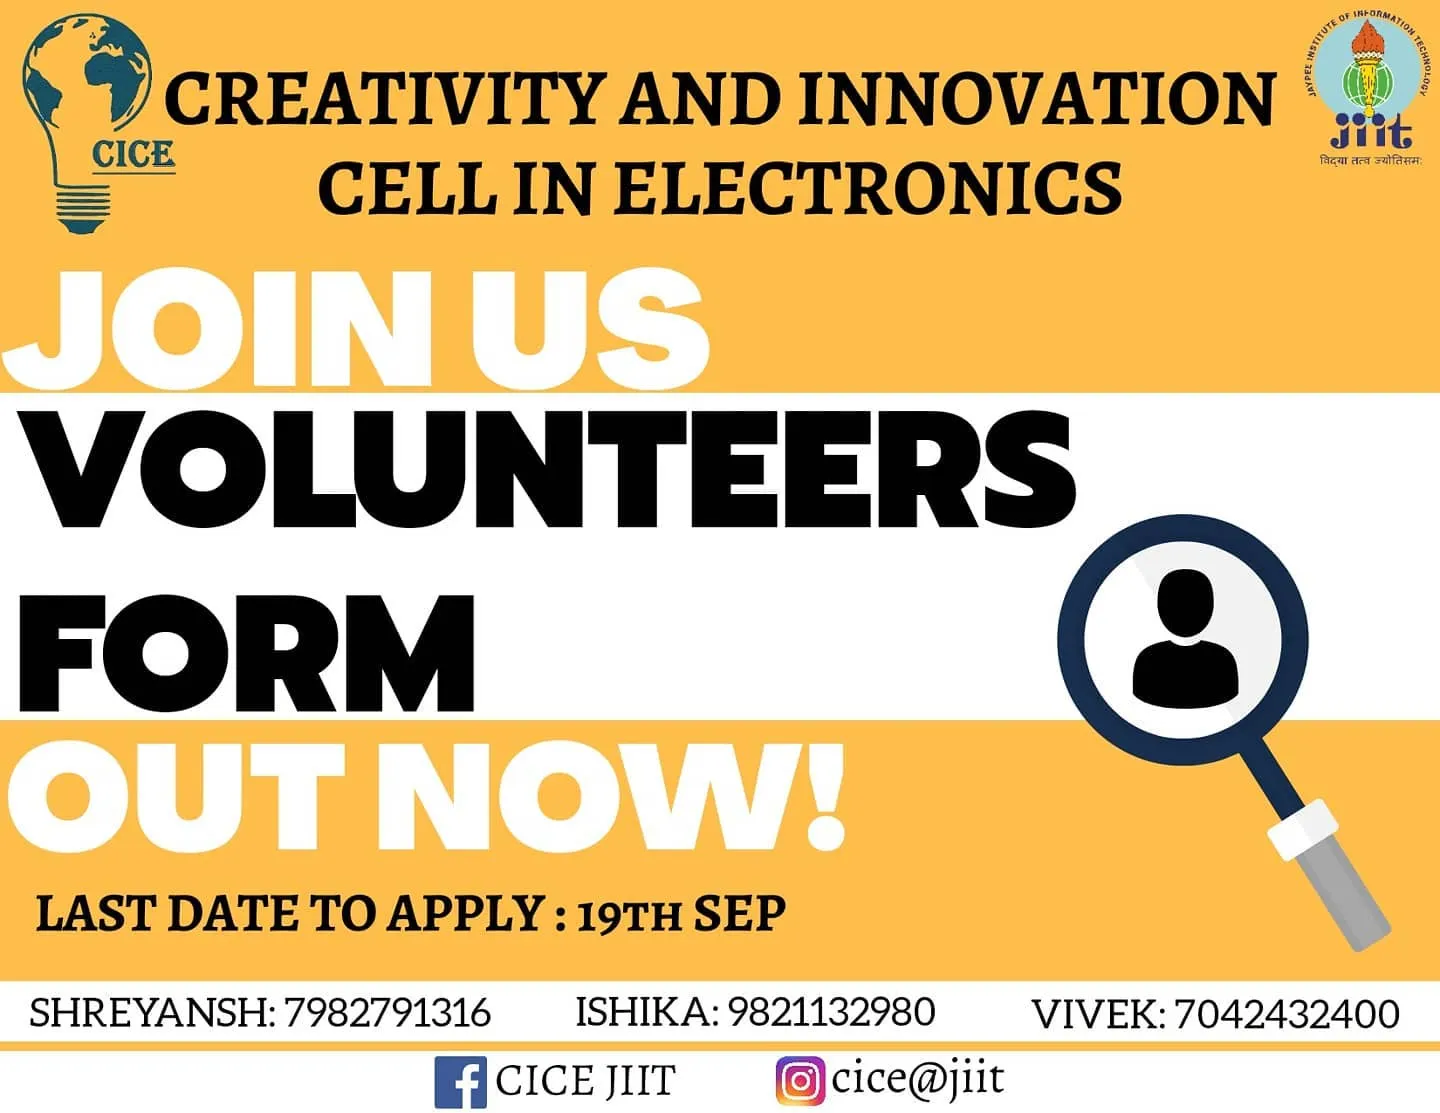 CICE
CREATIVITY AND INNOVATION
CELL IN ELECTRONICS
JAYPEE INSTITUTE OF INFORMATION TECHNOLOGY
jiit
विद्या तत्व ज्योतिसम:
JOIN US
VOLUNTEERS
FORM
OUT NOW!
LAST DATE TO APPLY : 19TH SEP
SHREYANSH: 7982791316 ISHIKA: 9821132980 VIVEK: 7042432400
CICE JIIT cice@jiit